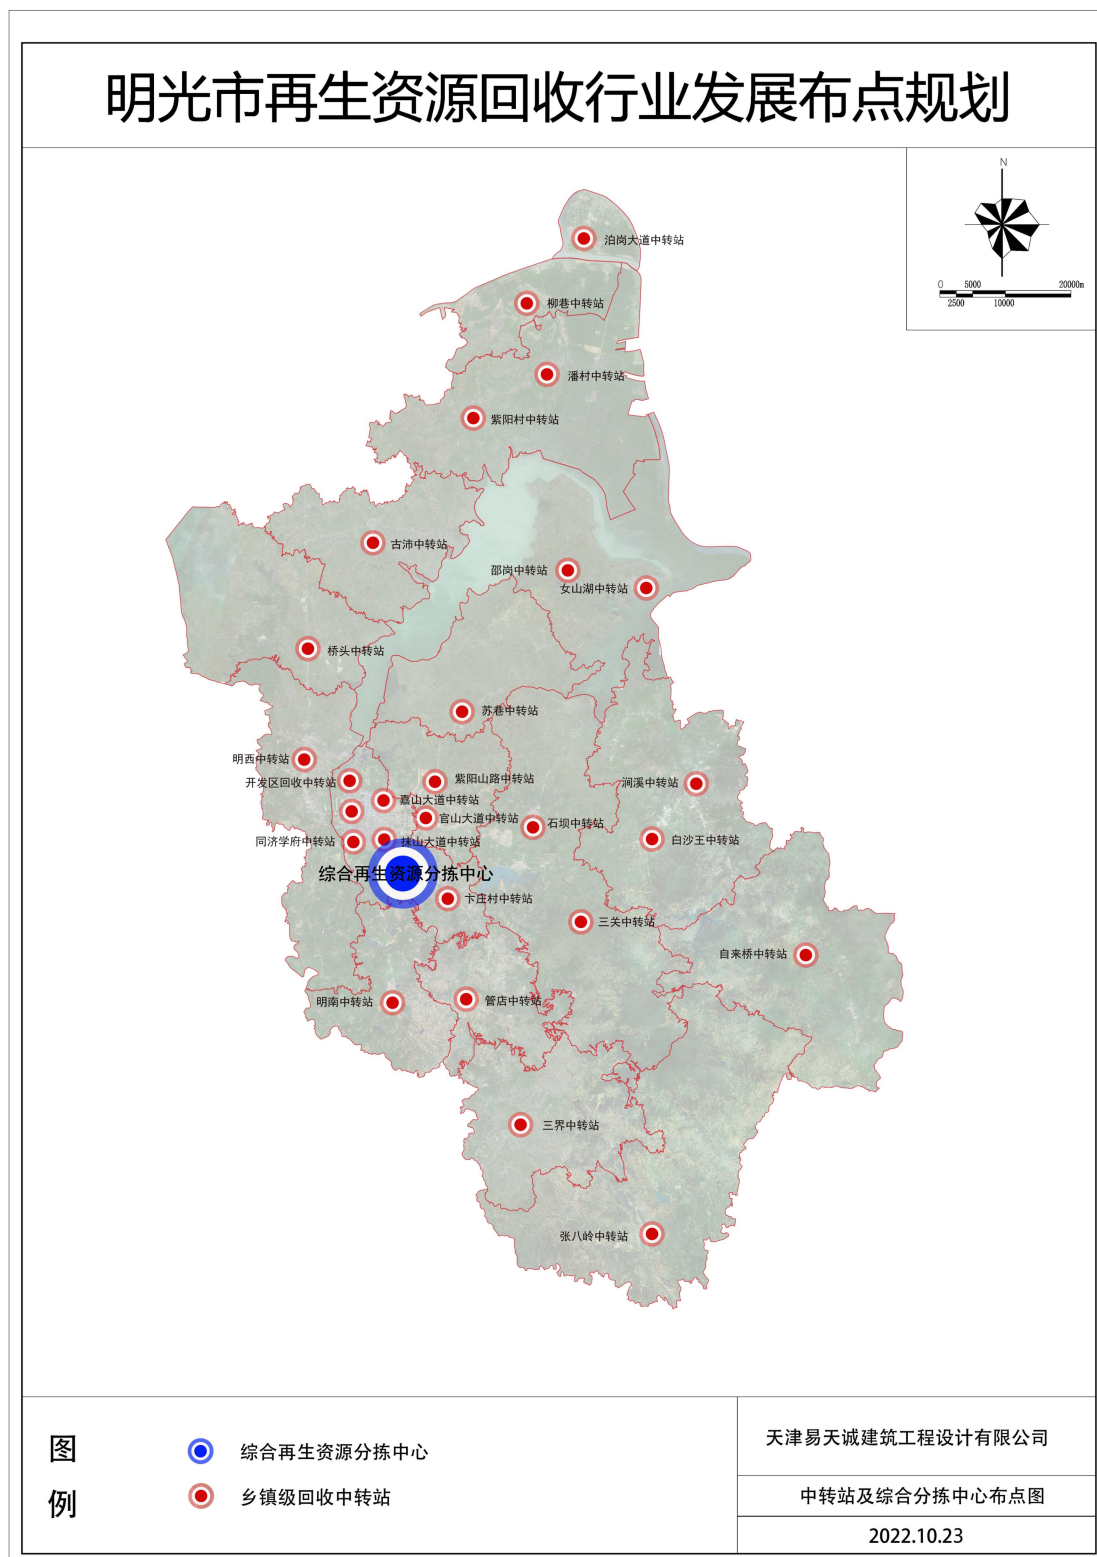 明光市再生资源回收行业发展布点规划
N
0 5000 20000m
2500 10000
泊岗大道中转站
柳巷中转站
潘村中转站
紫阳村中转站
古沛中转站
邵岗中转站
女山湖中转站
桥头中转站
苏巷中转站
明西中转站
开发区回收中转站
紫阳山路中转站
涧溪中转站
嘉山大道中转站
官山大道中转站
石坝中转站
同济学府中转站
抹山大道中转站
白沙王中转站
综合再生资源分拣中心
卞庄村中转站
三关中转站
自来桥中转站
明南中转站
管店中转站
三界中转站
张八岭中转站
图例
综合再生资源分拣中心
乡镇级回收中转站
天津易天诚建筑工程设计有限公司
中转站及综合分拣中心布点图
2022.10.23